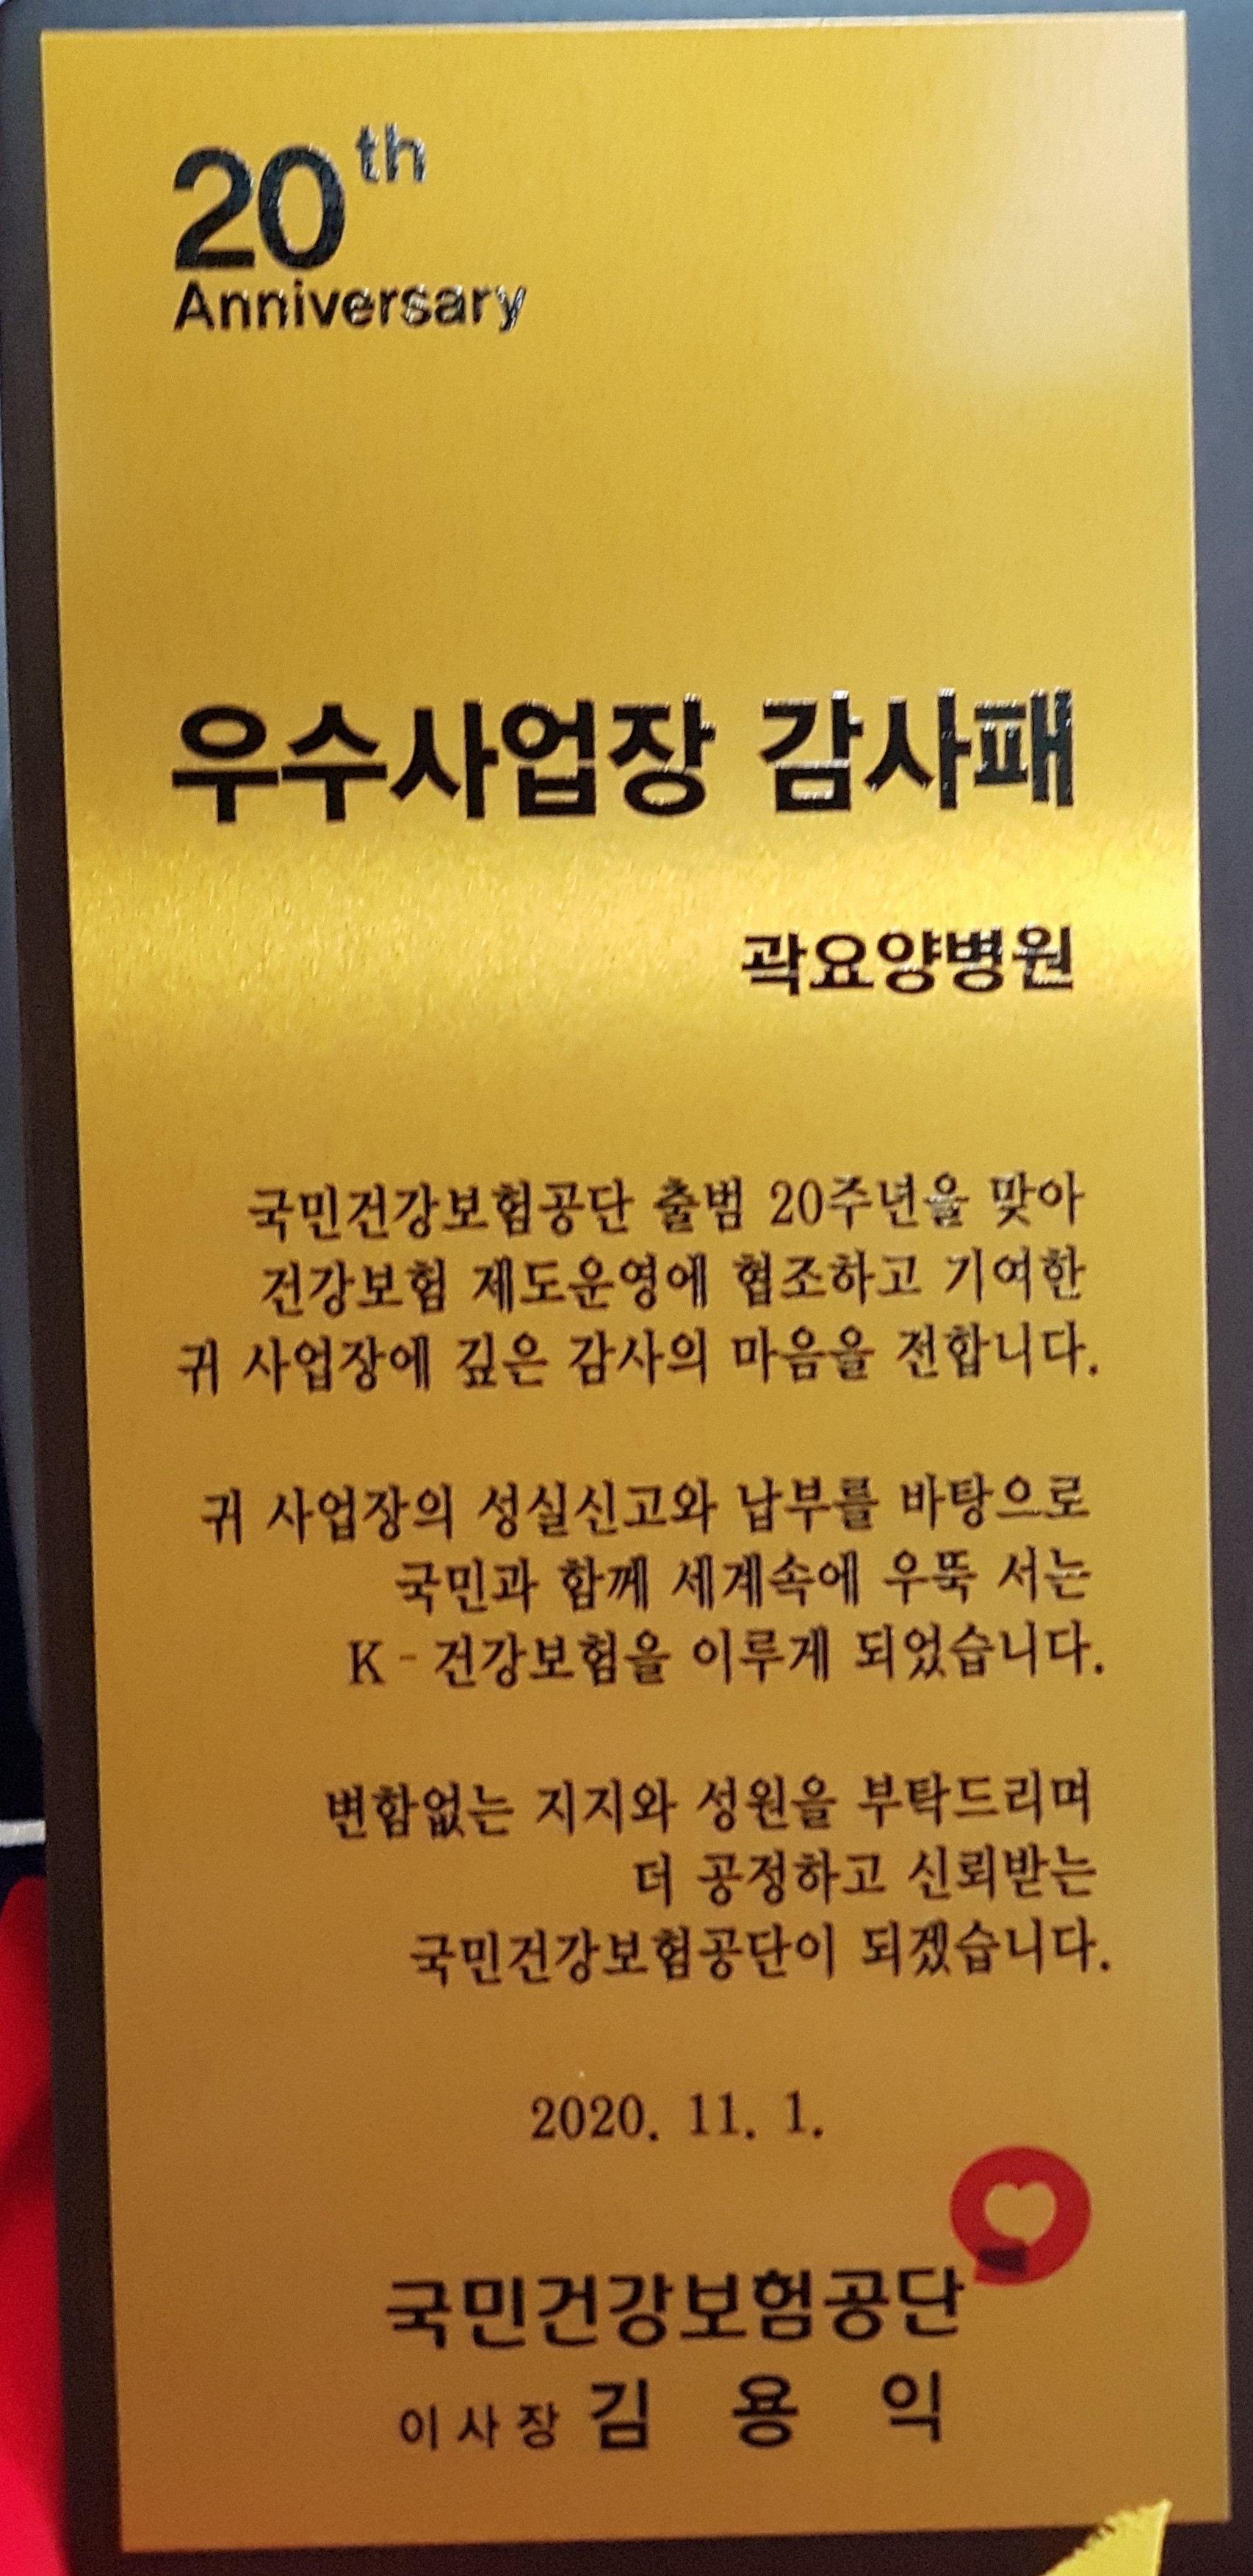 20th
Anniversary
우수사업장 감사패
곽요양병원
국민건강보험공단 출범 20주년을 맞아
건강보험 제도운영에 협조하고 기여한
귀 사업장에 깊은 감사의 마음을 전합니다.
귀 사업장의 성실신고와 납부를 바탕으로
국민과 함께 세계속에 우뚝 서는
K - 건강보험을 이루게 되었습니다.
변함없는 지지와 성원을 부탁드리며
더 공정하고 신뢰받는
국민건강보험공단이 되겠습니다.
2020. 11. 1.
국민건강보험공단
이사장 김 용 익